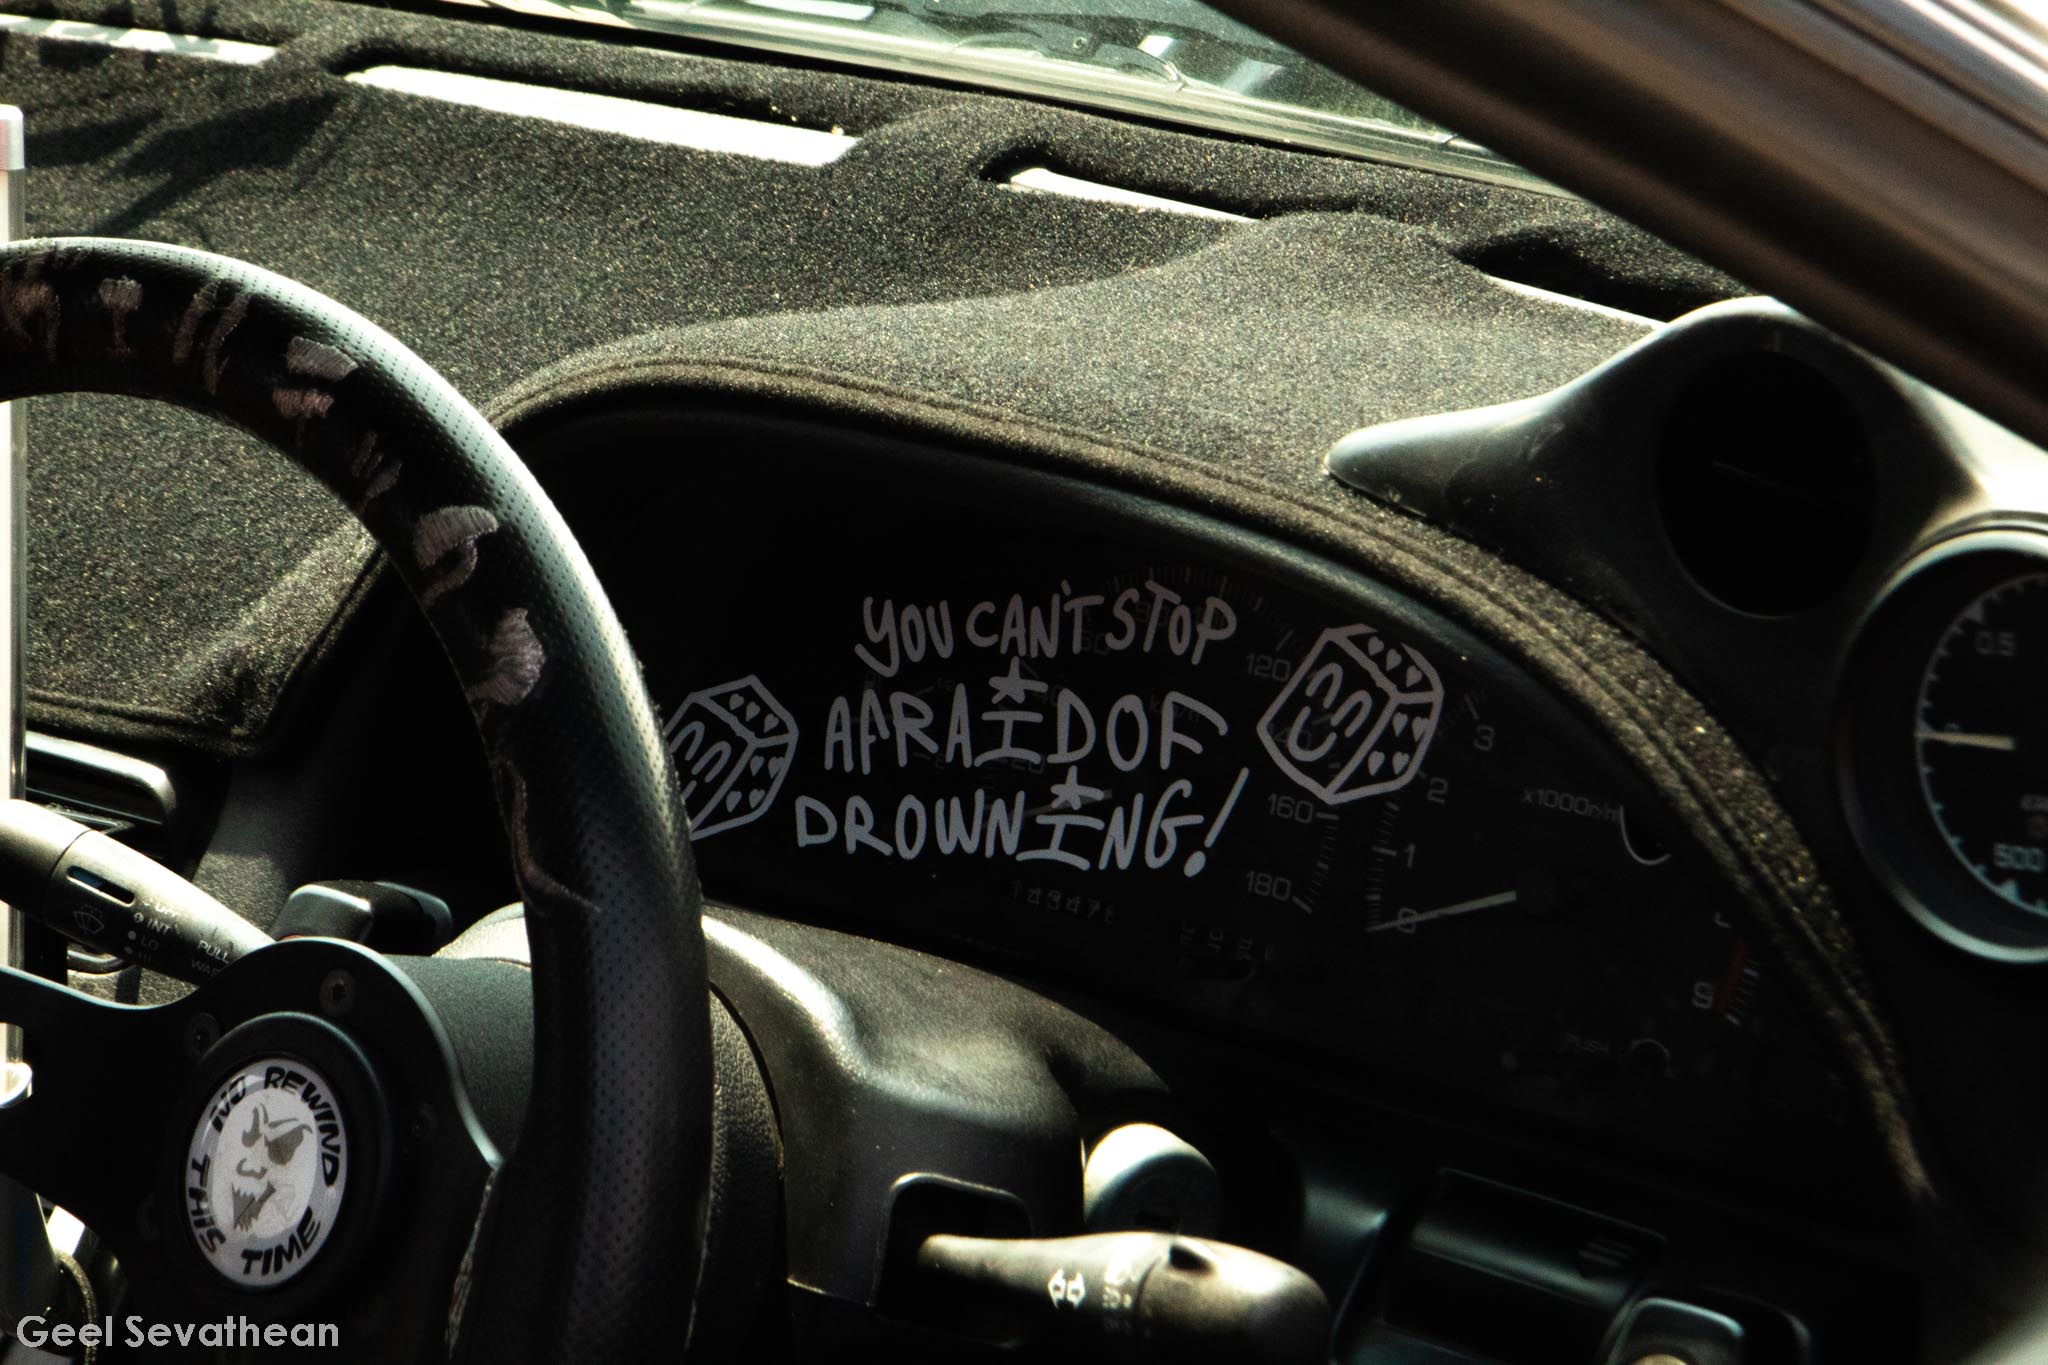 YOU CAN'T STOP
AFRAID OF
DROWNING!
120
160
180
3
2
1
0
x1000r/m
9
0.5
500
PUSH
OFF
INT
LO
PULL
NO REWIND
THIS TIME
Geel Sevathean